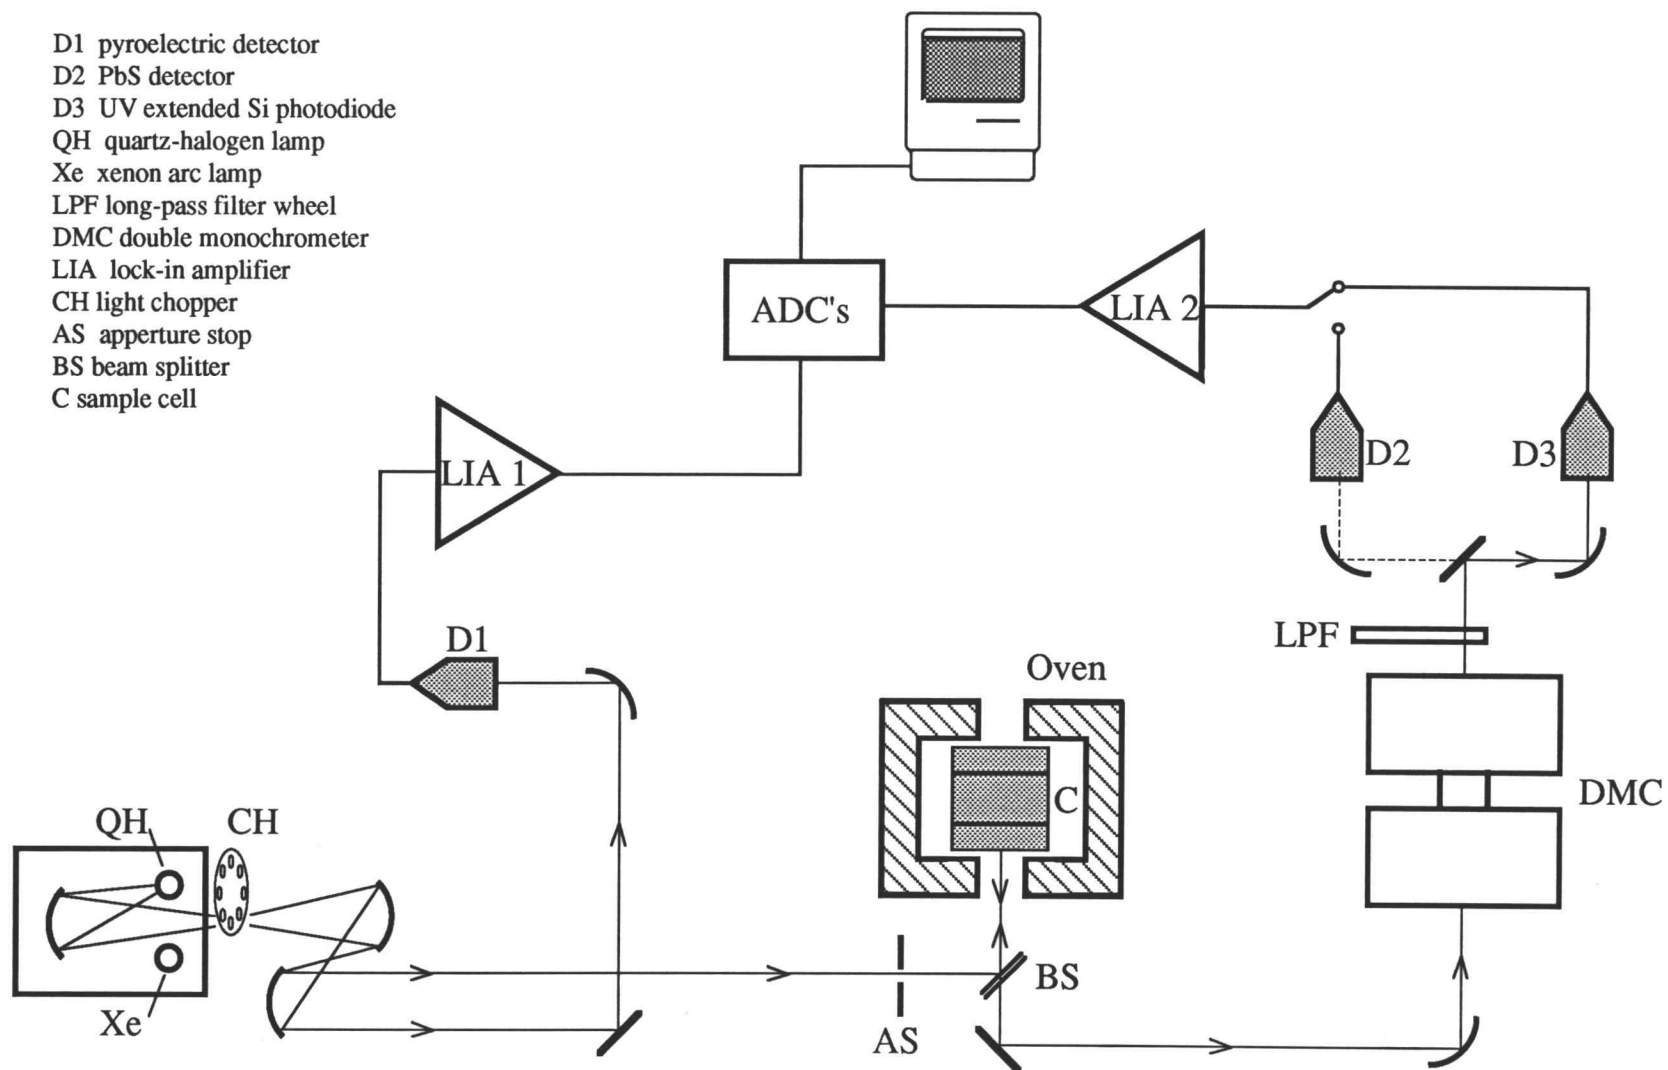 D1 pyroelectric detector
D2 PbS detector
D3 UV extended Si photodiode
QH quartz-halogen lamp
Xe xenon arc lamp
LPF long-pass filter wheel
DMC double monochrometer
LIA lock-in amplifier
CH light chopper
AS apperture stop
BS beam splitter
C sample cell
ADC's
LIA 2
LIA 1
D2
D3
D1
LPF
Oven
C
DMC
QH
CH
BS
Xe
AS